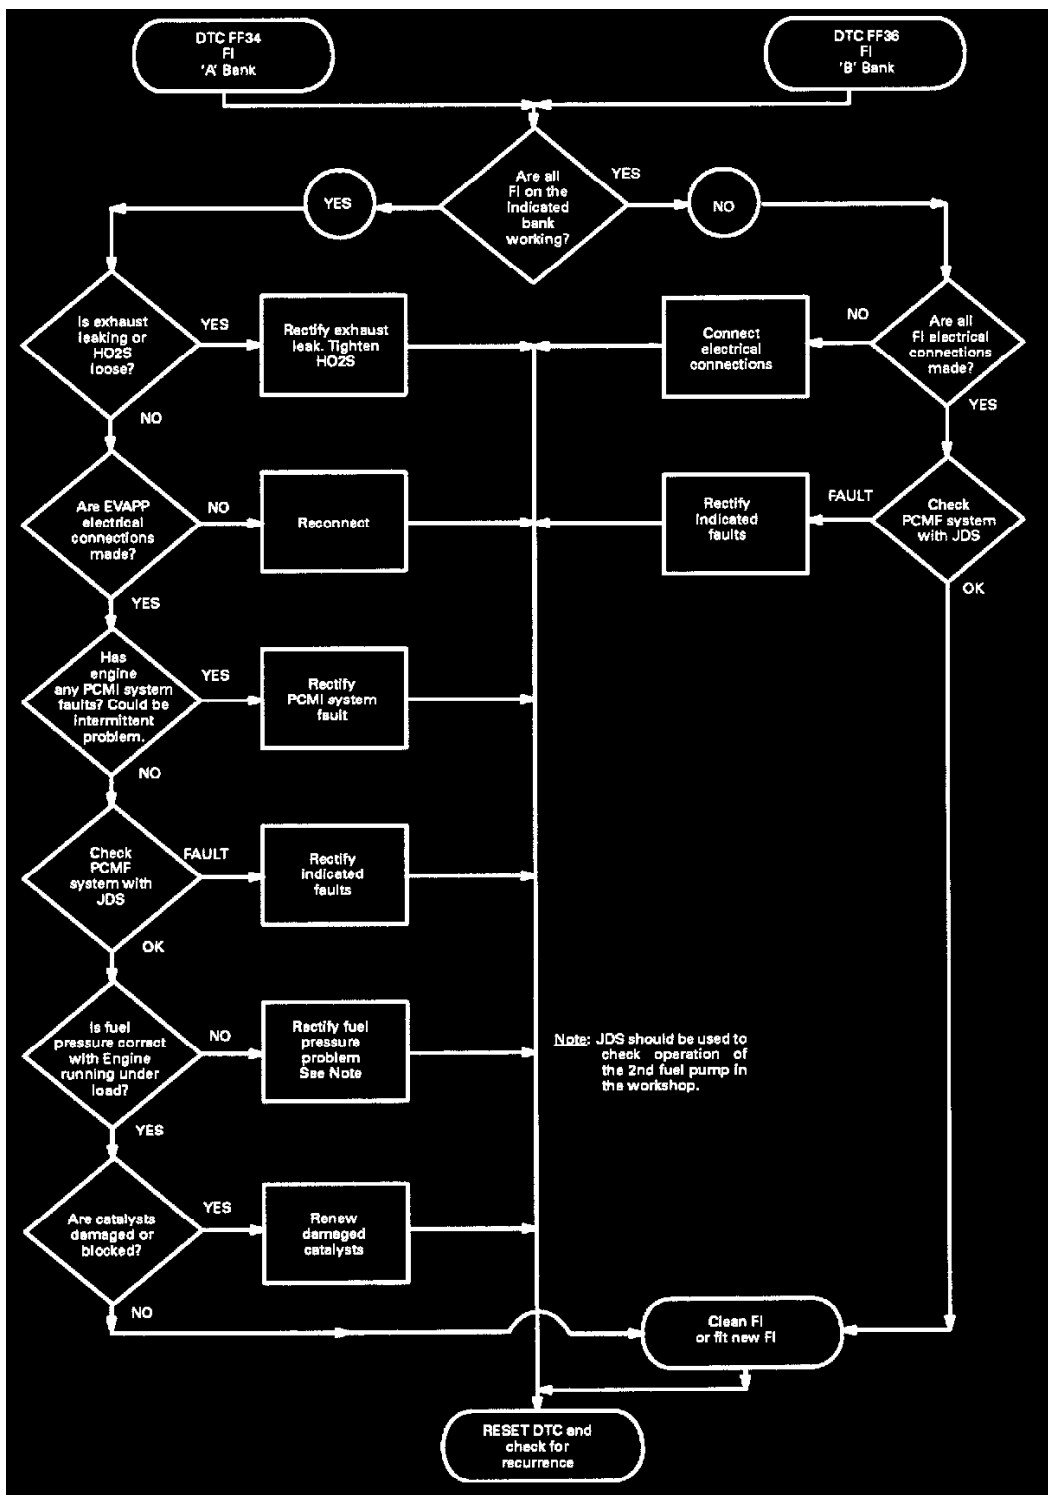 DTC FF34
FI
'A' Bank
DTC FF36
FI
'B' Bank
Are all
FI on the
indicated
bank
working?
YES
YES
NO
Is exhaust
leaking or
HO2S
loose?
YES
Rectify exhaust
leak. Tighten
HO2S
NO
Connect
electrical
connections
NO
Are all
FI electrical
connections
made?
YES
Are EVAPP
electrical
connections
made?
NO
Reconnect
YES
Rectify
indicated
faults
FAULT
Check
PCMF system
with JDS
OK
Has
engine
any PCMI system
faults? Could be
intermittent
problem.
YES
Rectify
PCMI system
fault
NO
Check
PCMF
system with
JDS
FAULT
Rectify
indicated
faults
OK
Is fuel
pressure correct
with Engine
running under
load?
NO
Rectify fuel
pressure
problem
See Note
YES
Note: JDS should be used to
check operation of
the 2nd fuel pump in
the workshop.
Are catalysts
damaged or
blocked?
YES
Renew
damaged
catalysts
NO
Clean FI
or fit new FI
RESET DTC and
check for
recurrence